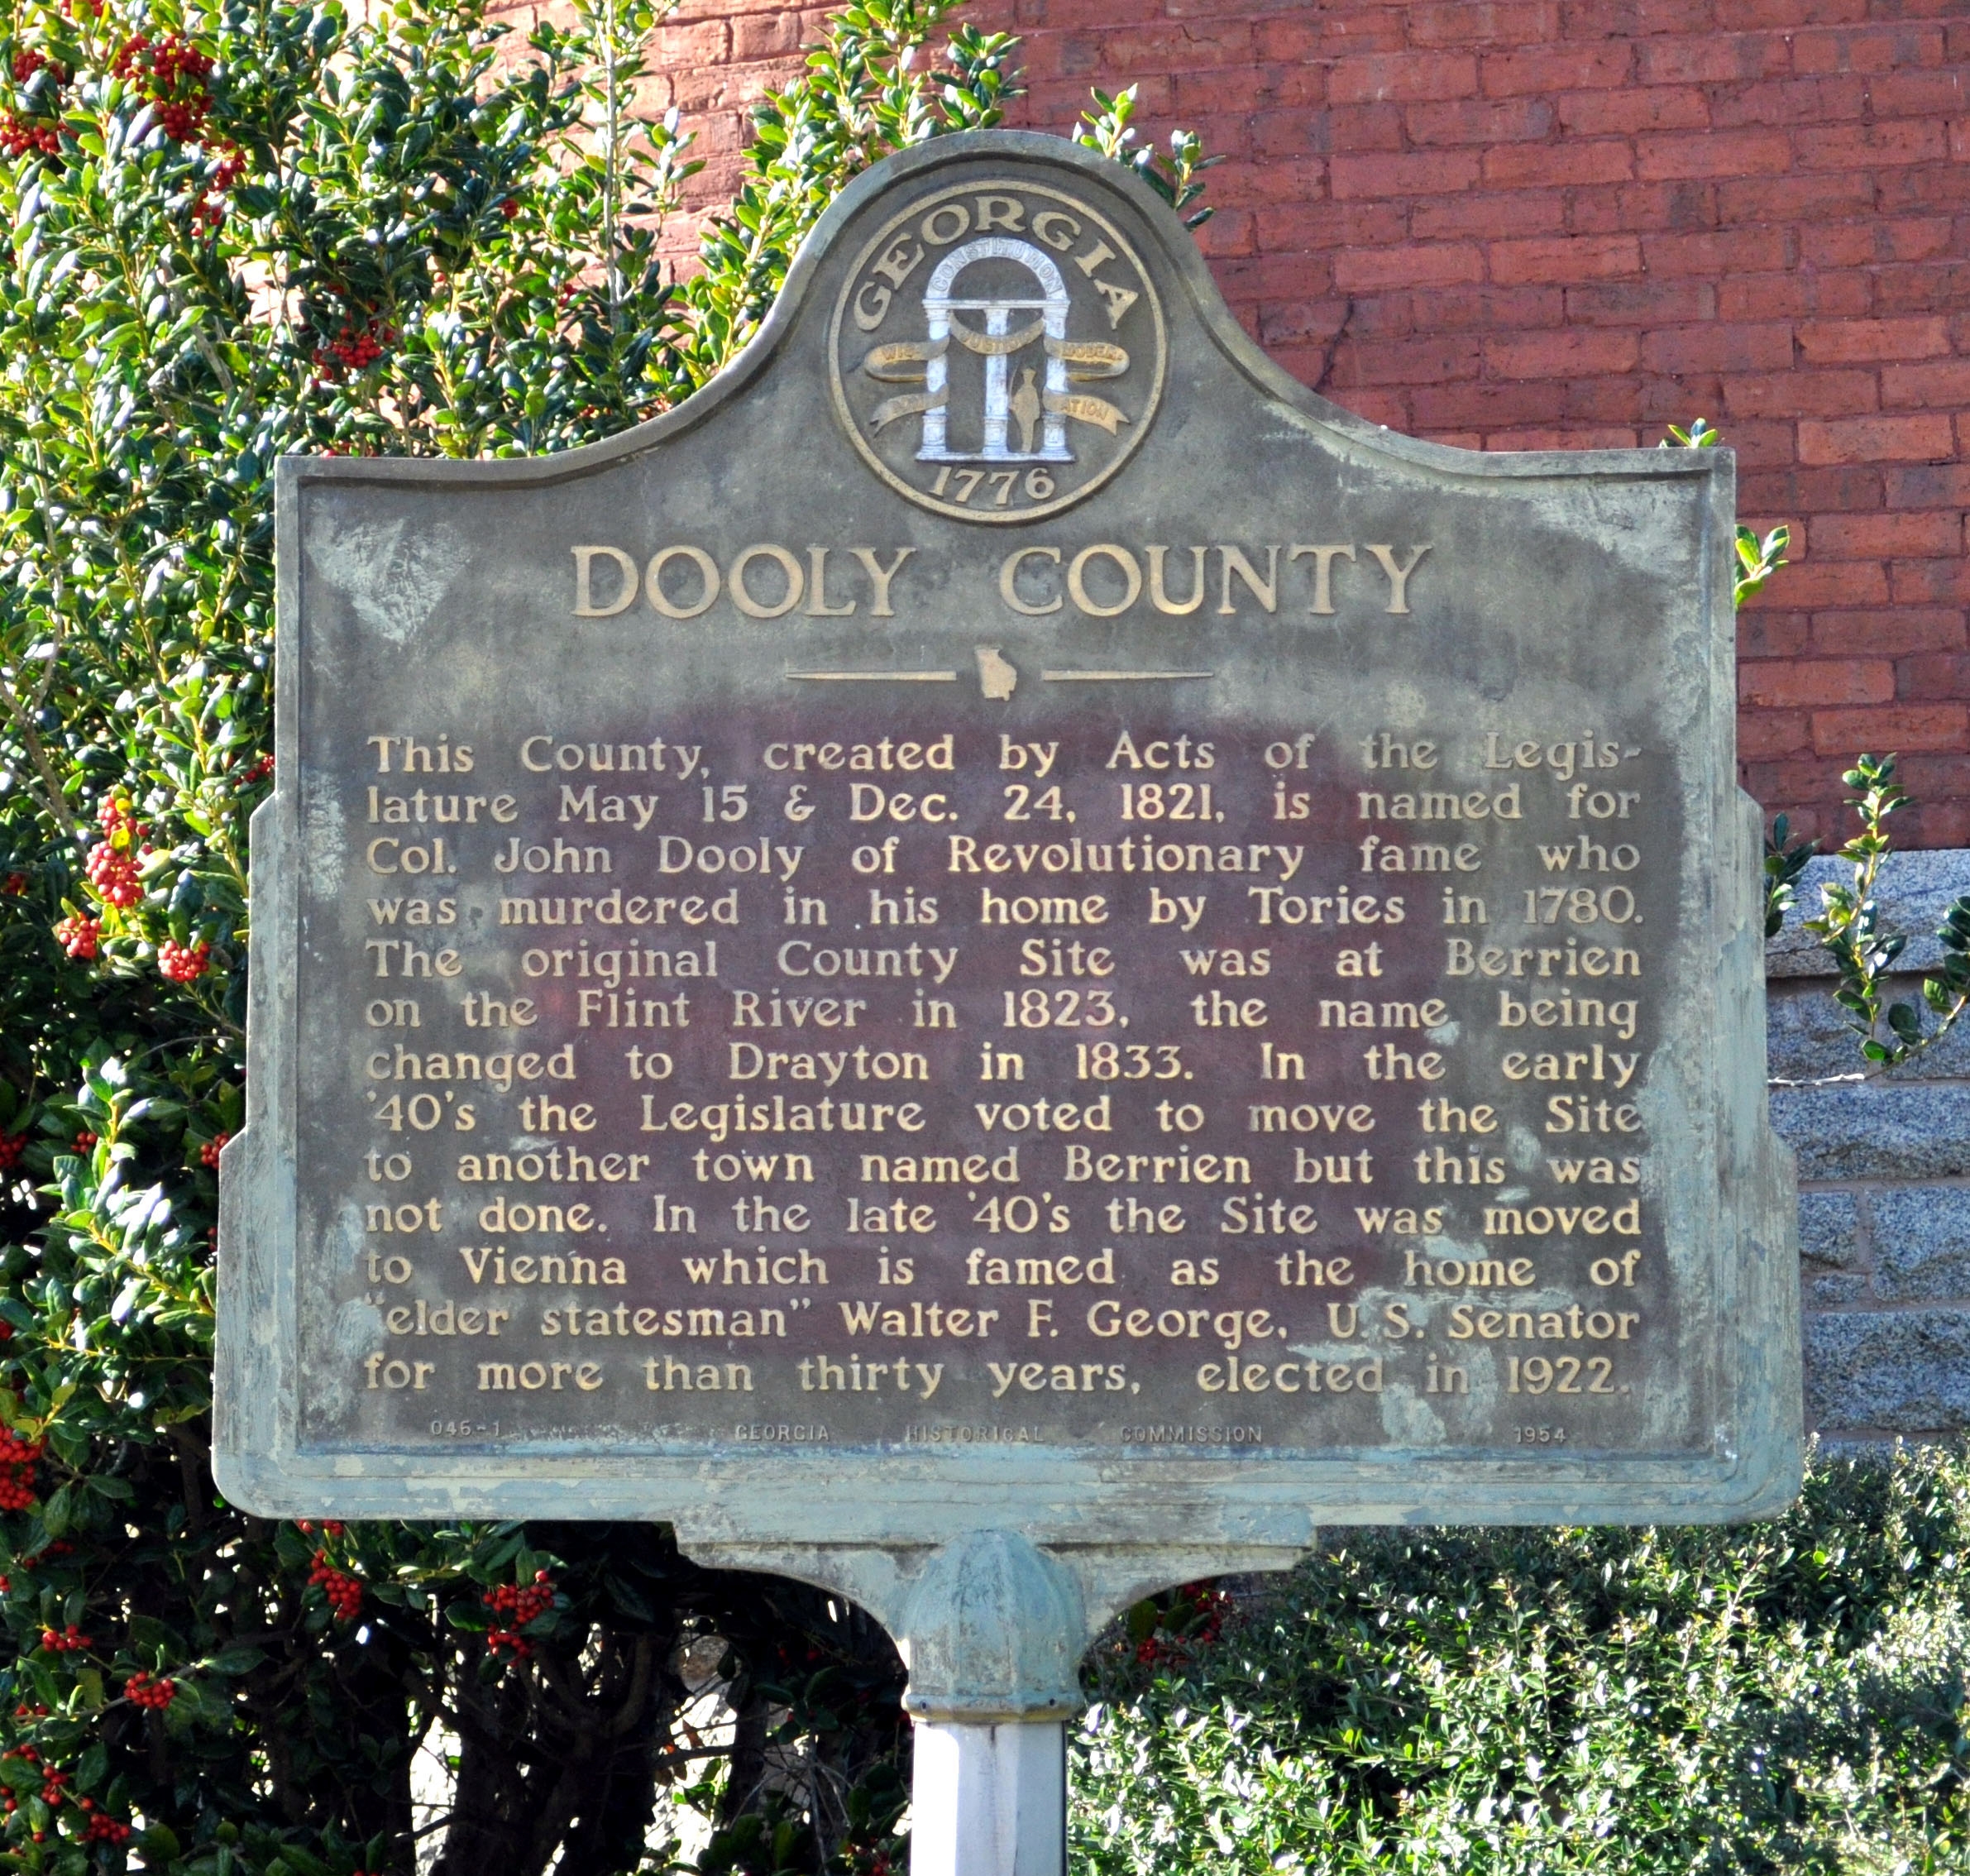 GEORGIA
CONSTITUTION
JUSTICE
ATION
1776
DOOLY COUNTY
This County, created by Acts of the Legis-
lature May 15 & Dec. 24, 1821, is named for
Col. John Dooly of Revolutionary fame who
was murdered in his home by Tories in 1780.
The original County Site was at Berrien
on the Flint River in 1823, the name being
changed to Drayton in 1833. In the early
'40's the Legislature voted to move the Site
to another town named Berrien but this was
not done. In the late '40's the Site was moved
to Vienna which is famed as the home of
"elder statesman" Walter F. George, U.S. Senator
for more than thirty years, elected in 1922.
046-1 GEORGIA HISTORICAL COMMISSION 1954